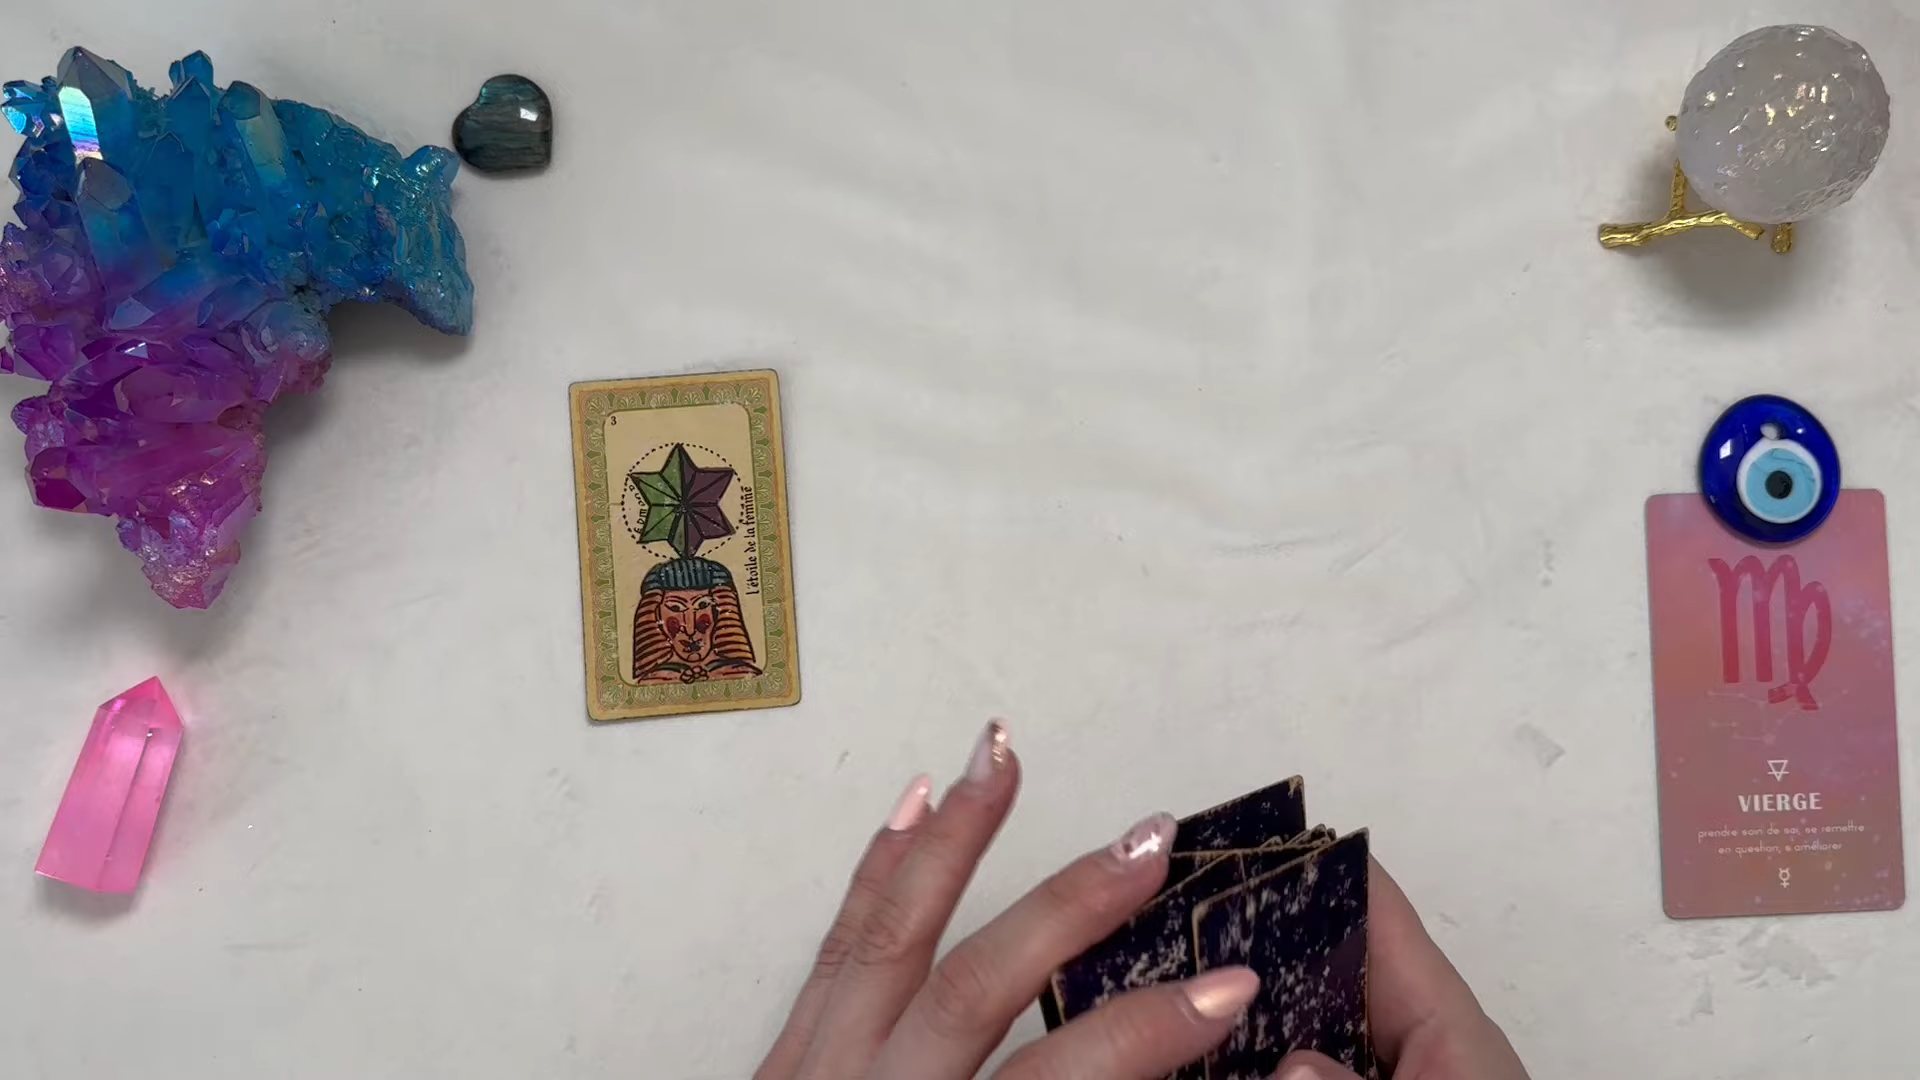 3
l'étoile de la femme
VIERGE
prendre soin de soi, se remettre
en question, s'améliorer